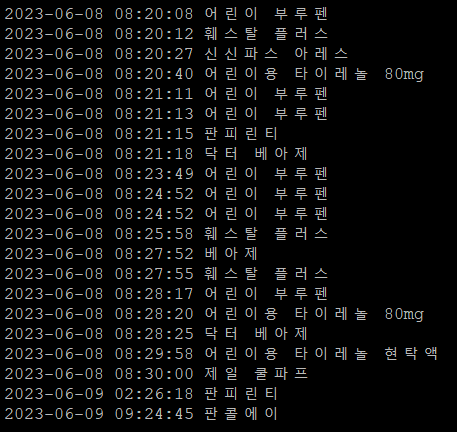 2023-06-08 08:20:08 어린이 부루펜
2023-06-08 08:20:12 훼스탈 플러스
2023-06-08 08:20:27 신신파스 아레스
2023-06-08 08:20:40 어린이용 타이레놀 80mg
2023-06-08 08:21:11 어린이 부루펜
2023-06-08 08:21:13 어린이 부루펜
2023-06-08 08:21:15 판피린티
2023-06-08 08:21:18 닥터 베아제
2023-06-08 08:23:49 어린이 부루펜
2023-06-08 08:24:52 어린이 부루펜
2023-06-08 08:24:52 어린이 부루펜
2023-06-08 08:25:58 훼스탈 플러스
2023-06-08 08:27:52 베아제
2023-06-08 08:27:55 훼스탈 플러스
2023-06-08 08:28:17 어린이 부루펜
2023-06-08 08:28:20 어린이용 타이레놀 80mg
2023-06-08 08:28:25 닥터 베아제
2023-06-08 08:29:58 어린이용 타이레놀 현탁액
2023-06-08 08:30:00 제일 쿨파프
2023-06-09 02:26:18 판피린티
2023-06-09 09:24:45 판콜에이